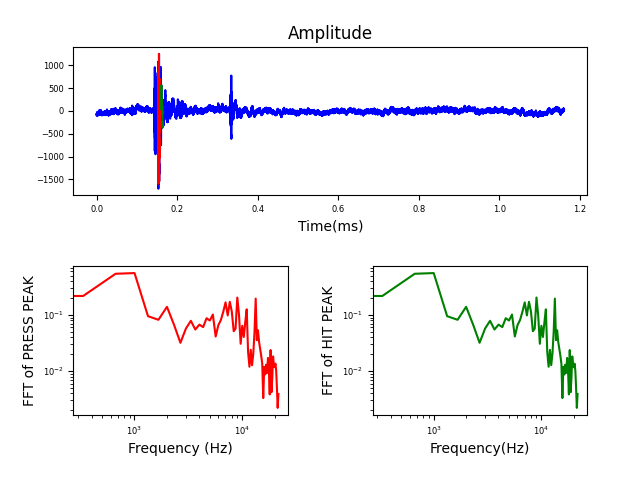 Amplitude
1000
500
0
−500
−1000
−1500
0.0 0.2 0.4 0.6 0.8 1.0 1.2
Time(ms)
FFT of PRESS PEAK
10⁻¹
10⁻²
10³ 10⁴
Frequency (Hz)
FFT of HIT PEAK
10⁻¹
10⁻²
10³ 10⁴
Frequency(Hz)